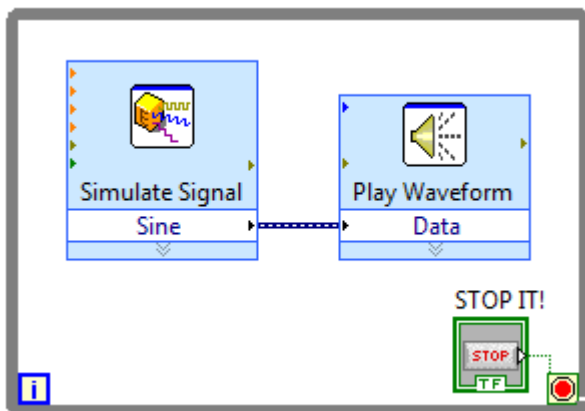 Simulate Signal
Sine
Play Waveform
Data
STOP IT!
STOP
TF
i